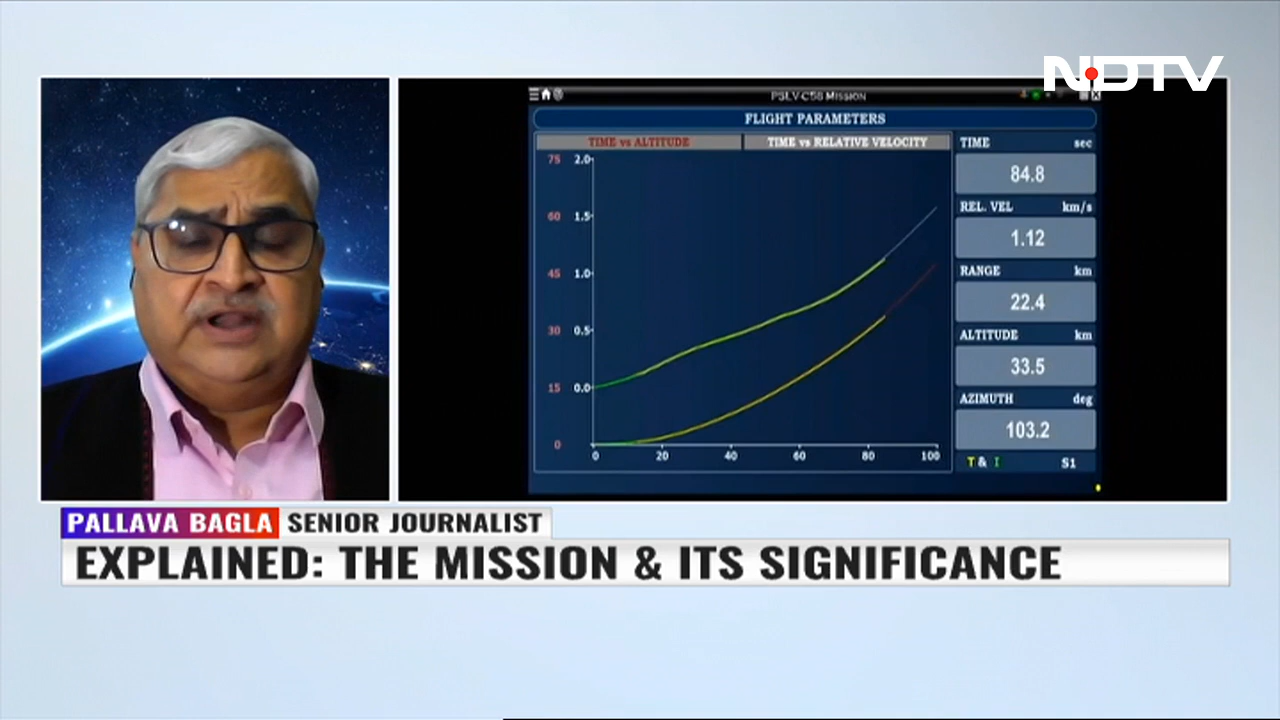 NDTV
PSLV-C58 MISSION
FLIGHT PARAMETERS
TIME vs ALTITUDE
TIME vs RELATIVE VELOCITY
75 2.0
60 1.5
45 1.0
30 0.5
15 0.0
0
0 20 40 60 80 100
TIME sec
84.8
REL. VEL km/s
1.12
RANGE km
22.4
ALTITUDE km
33.5
AZIMUTH deg
103.2
T & I S1
PALLAVA BAGLA SENIOR JOURNALIST
EXPLAINED: THE MISSION & ITS SIGNIFICANCE